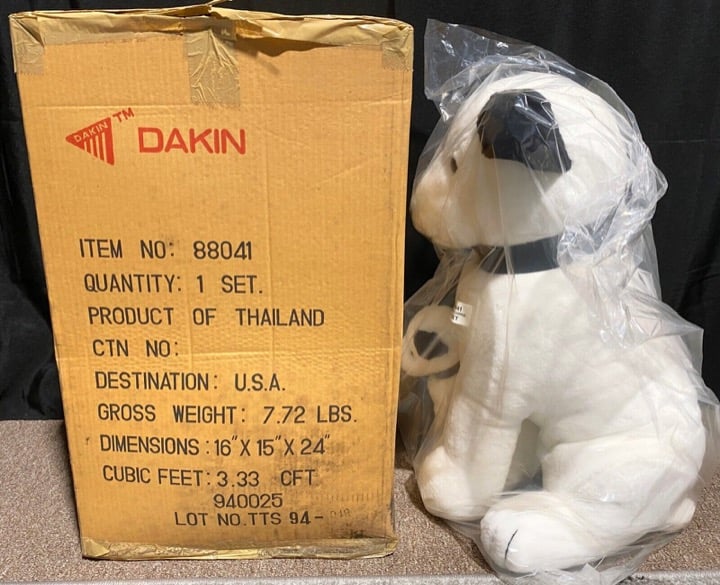 DAKIN ™ DAKIN
ITEM NO: 88041
QUANTITY: 1 SET.
PRODUCT OF THAILAND
CTN NO:
DESTINATION: U.S.A.
GROSS WEIGHT: 7.72 LBS.
DIMENSIONS: 16"X 15"X 24"
CUBIC FEET: 3.33 CFT
940025
LOT NO. TTS 94-